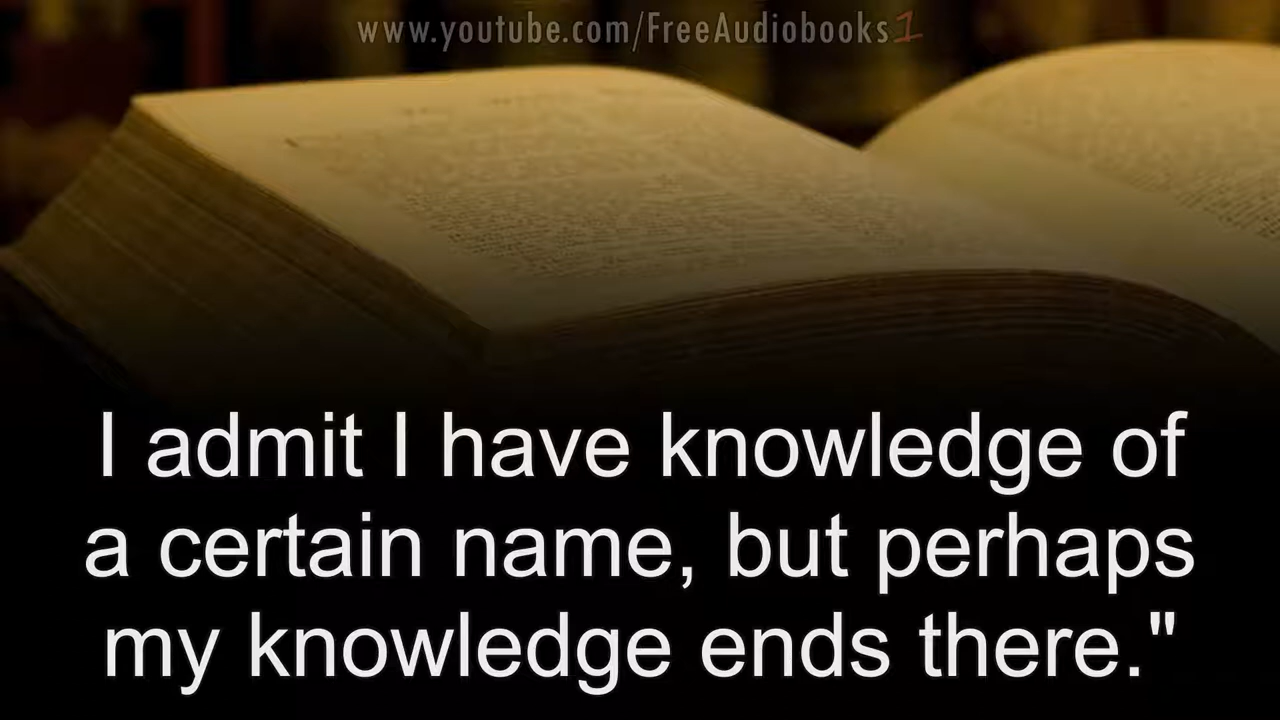 www.youtube.com/FreeAudiobooks1
I admit I have knowledge of
a certain name, but perhaps
my knowledge ends there."